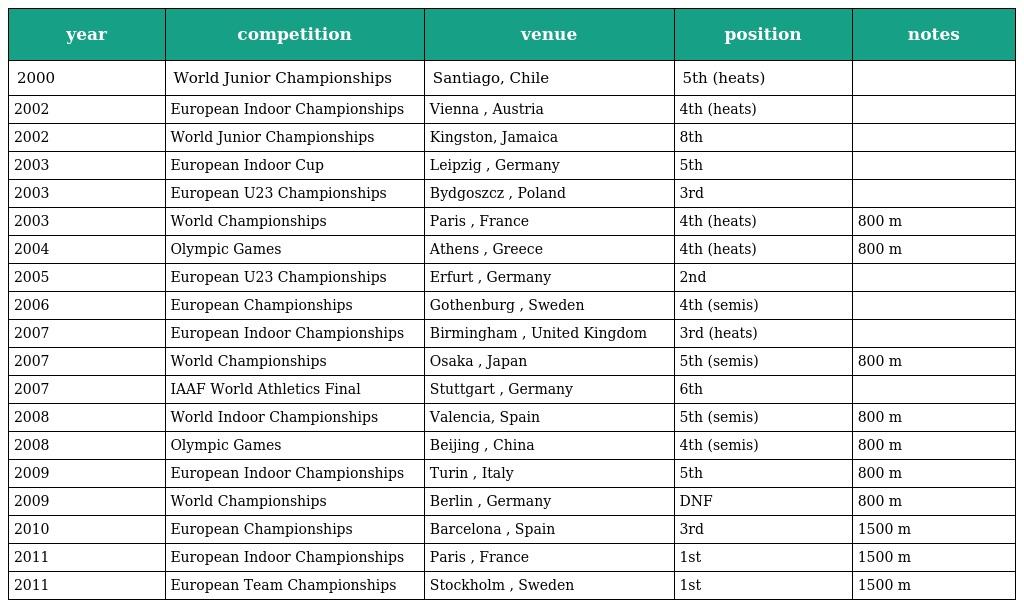 year competition venue position notes
2000 World Junior Championships Santiago, Chile 5th (heats)
2002 European Indoor Championships Vienna , Austria 4th (heats)
2002 World Junior Championships Kingston, Jamaica 8th
2003 European Indoor Cup Leipzig , Germany 5th
2003 European U23 Championships Bydgoszcz , Poland 3rd
2003 World Championships Paris , France 4th (heats) 800 m
2004 Olympic Games Athens , Greece 4th (heats) 800 m
2005 European U23 Championships Erfurt , Germany 2nd
2006 European Championships Gothenburg , Sweden 4th (semis)
2007 European Indoor Championships Birmingham , United Kingdom 3rd (heats)
2007 World Championships Osaka , Japan 5th (semis) 800 m
2007 IAAF World Athletics Final Stuttgart , Germany 6th
2008 World Indoor Championships Valencia, Spain 5th (semis) 800 m
2008 Olympic Games Beijing , China 4th (semis) 800 m
2009 European Indoor Championships Turin , Italy 5th 800 m
2009 World Championships Berlin , Germany DNF 800 m
2010 European Championships Barcelona , Spain 3rd 1500 m
2011 European Indoor Championships Paris , France 1st 1500 m
2011 European Team Championships Stockholm , Sweden 1st 1500 m